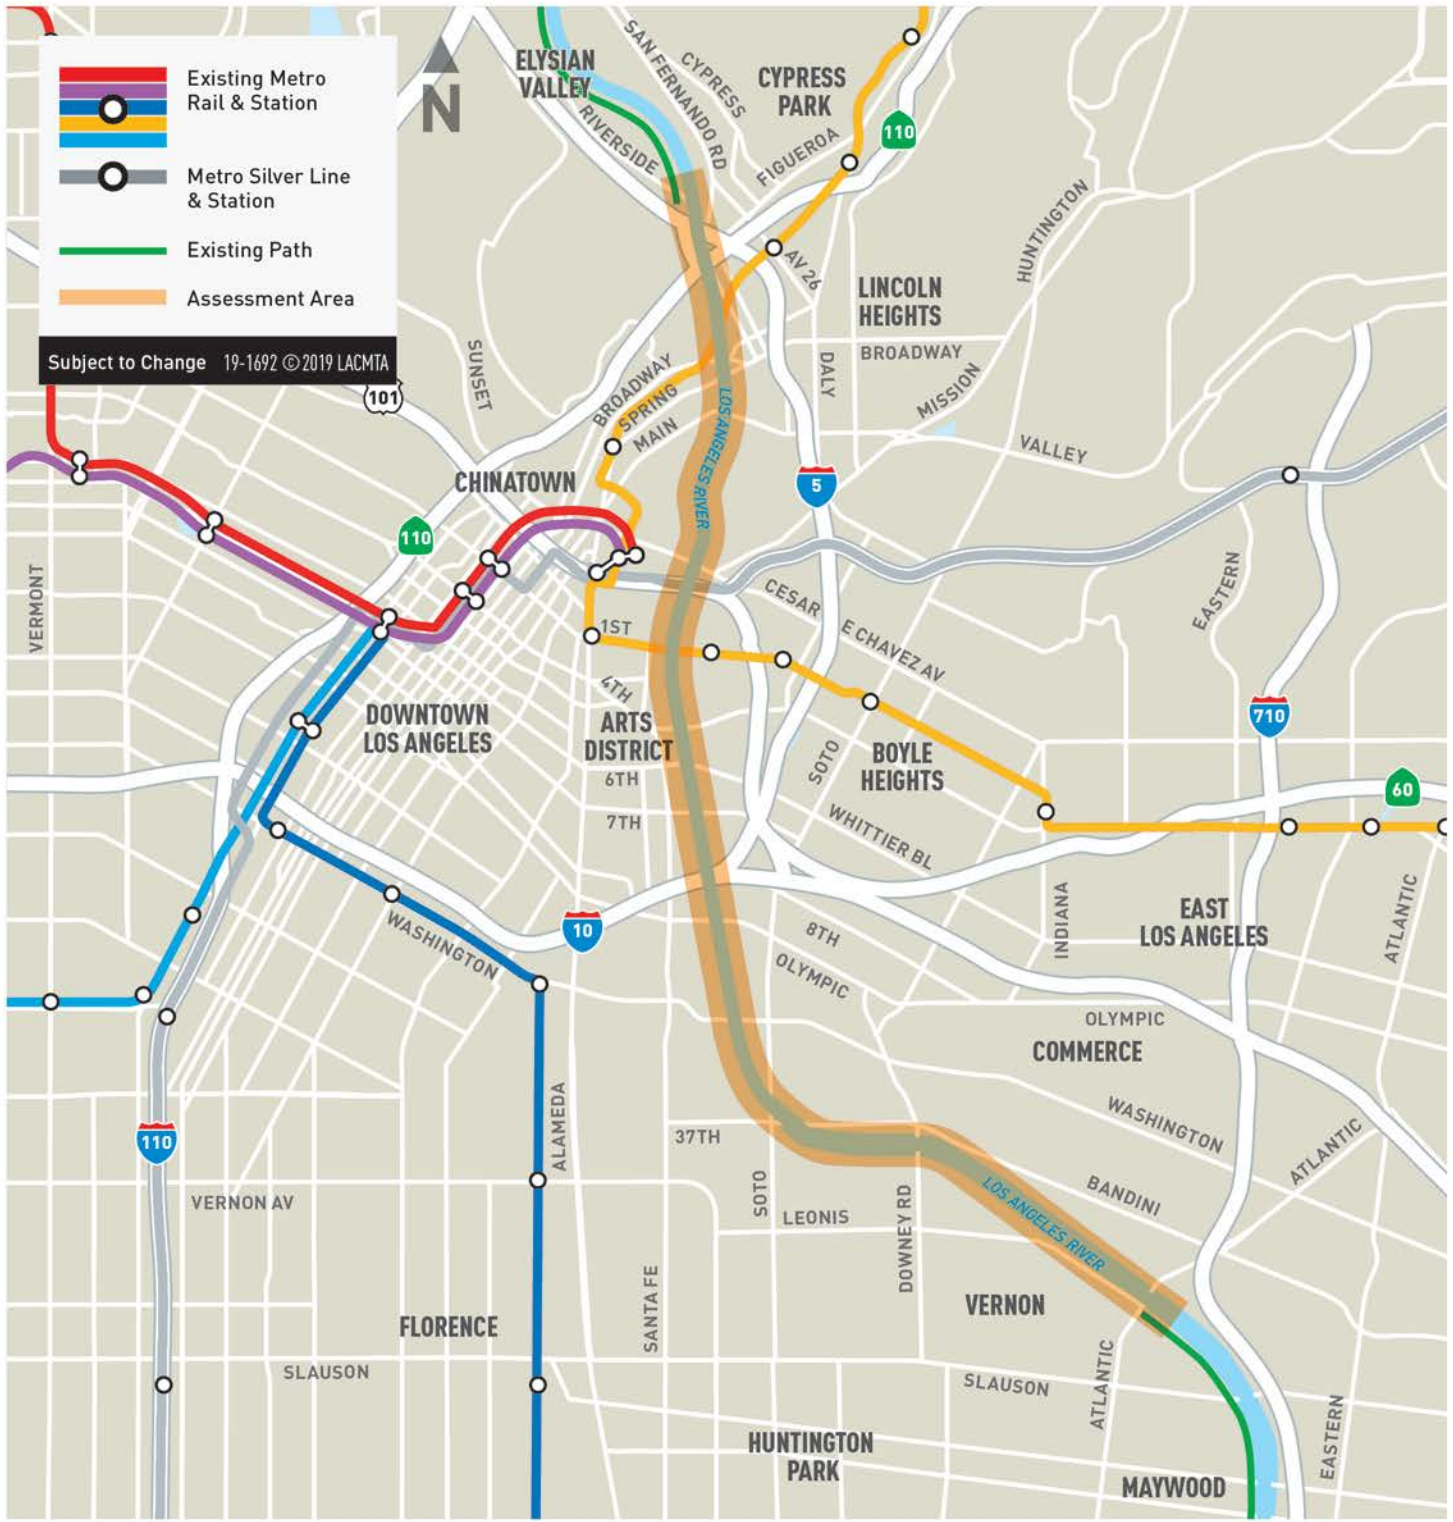 Existing Metro
Rail & Station
Metro Silver Line
& Station
Existing Path
Assessment Area
Subject to Change 19-1692 ©2019 LACMTA
N
ELYSIAN
VALLEY
SAN FERNANDO RD
CYPRESS
CYPRESS
PARK
110
RIVERSIDE
FIGUEROA
HUNTINGTON
AV 26
LINCOLN
HEIGHTS
BROADWAY
SUNSET
101
BROADWAY
SPRING
MAIN
DALY
MISSION
LOS ANGELES RIVER
VALLEY
CHINATOWN
5
110
VERMONT
CESAR E CHAVEZ AV
EASTERN
1ST
4TH
DOWNTOWN
LOS ANGELES
ARTS
DISTRICT
710
SOTO
BOYLE
HEIGHTS
6TH
60
7TH
WHITTIER BL
10
WASHINGTON
8TH
INDIANA
EAST
LOS ANGELES
ATLANTIC
OLYMPIC
OLYMPIC
COMMERCE
ALAMEDA
110
37TH
WASHINGTON
ATLANTIC
VERNON AV
SOTO
LEONIS
DOWNEY RD
LOS ANGELES RIVER
BANDINI
SANTA FE
VERNON
FLORENCE
SLAUSON
SLAUSON
ATLANTIC
EASTERN
HUNTINGTON
PARK
MAYWOOD